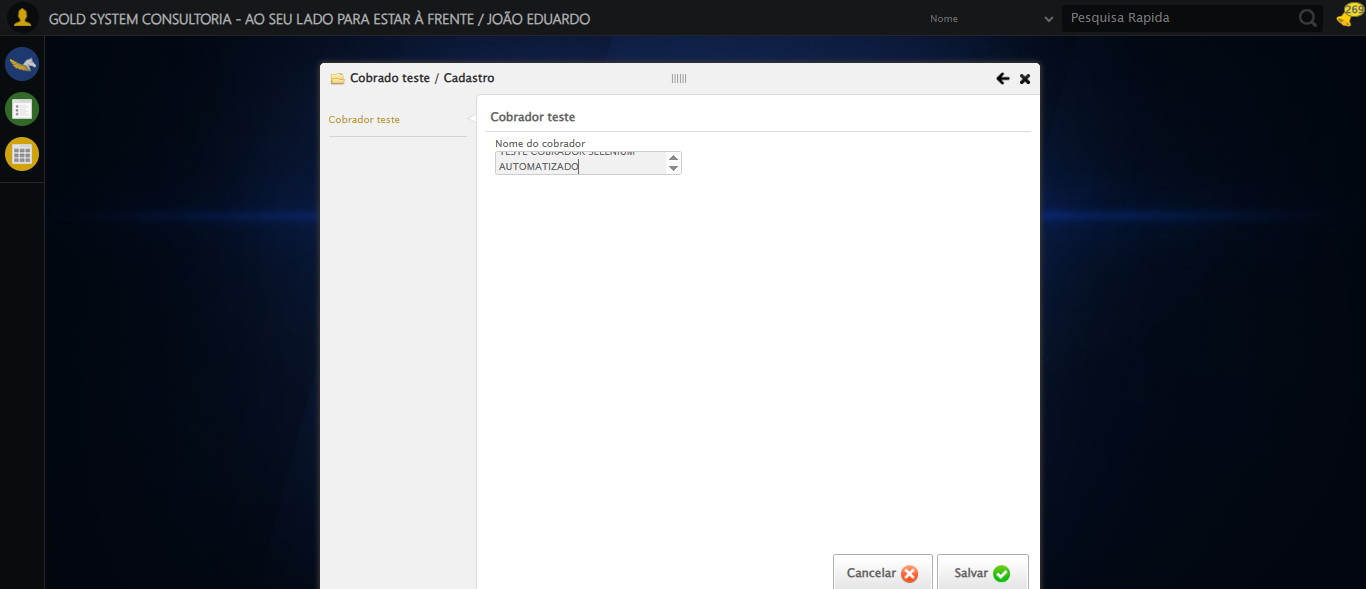 GOLD SYSTEM CONSULTORIA - AO SEU LADO PARA ESTAR À FRENTE / JOÃO EDUARDO
Nome
Pesquisa Rapida
269
Cobrado teste / Cadastro
Cobrador teste
Cobrador teste
Nome do cobrador
TESTE COBRADOR SELENIUM
AUTOMATIZADO
Cancelar
Salvar